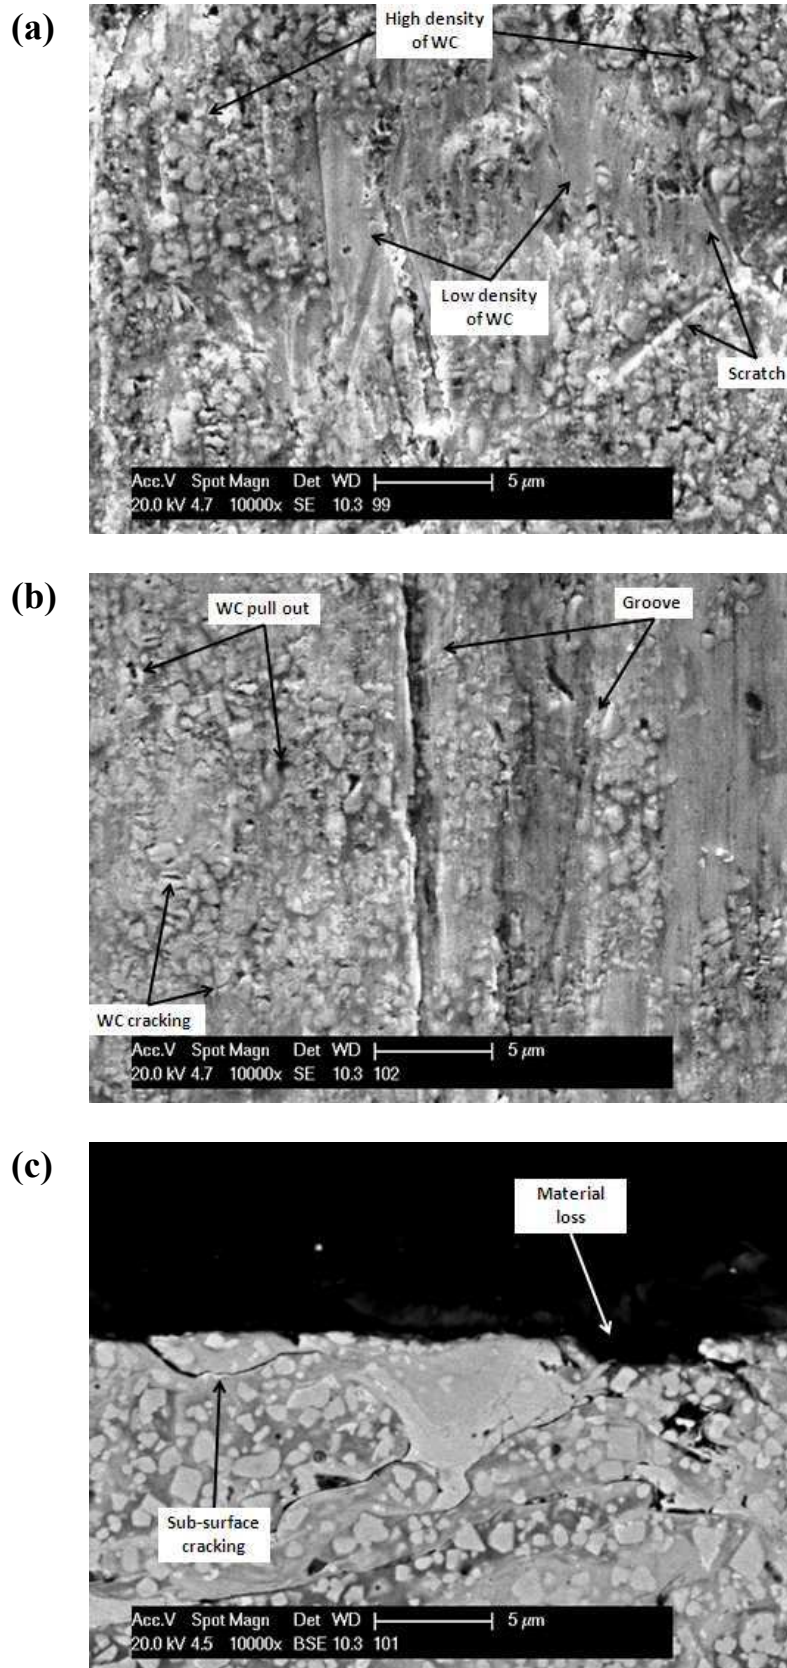 (a)
High density
of WC
Low density
of WC
Scratch
Acc.V Spot Magn Det WD 5 µm
20.0 kV 4.7 10000x SE 10.3 99
(b)
WC pull out
Groove
WC cracking
Acc.V Spot Magn Det WD 5 µm
20.0 kV 4.7 10000x SE 10.3 102
(c)
Material
loss
Sub-surface
cracking
Acc.V Spot Magn Det WD 5 µm
20.0 kV 4.5 10000x BSE 10.3 101